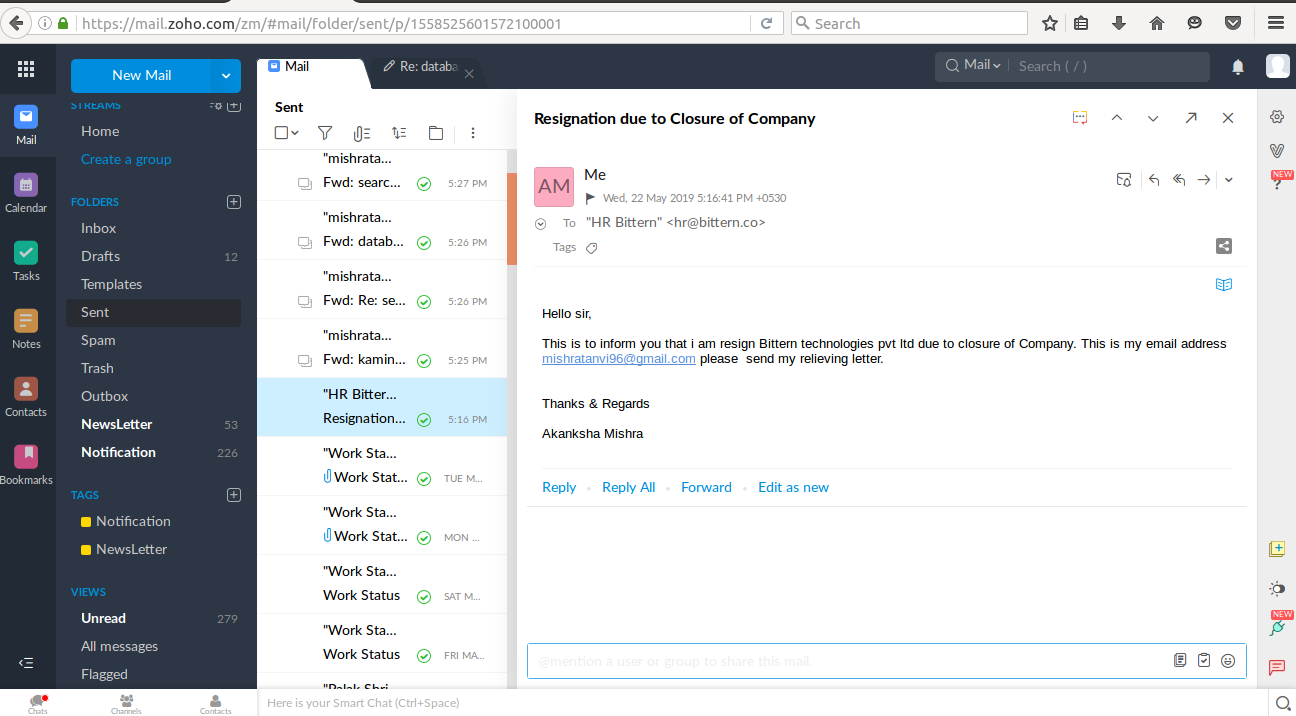 https://mail.zoho.com/zm/#mail/folder/sent/p/1558525601572100001
Search
New Mail
Mail
Re: databa
Mail
Search ( / )
Mail
Calendar
Tasks
Notes
Contacts
Bookmarks
STREAMS
Home
Create a group
FOLDERS
Inbox
Drafts 12
Templates
Sent
Spam
Trash
Outbox
NewsLetter 53
Notification 226
TAGS
Notification
NewsLetter
VIEWS
Unread 279
All messages
Flagged
Sent
"mishrata...
Fwd: searc... 5:27 PM
"mishrata...
Fwd: datab... 5:26 PM
"mishrata...
Fwd: Re: se... 5:26 PM
"mishrata...
Fwd: kamin... 5:25 PM
"HR Bitter...
Resignation... 5:16 PM
"Work Sta...
Work Stat... TUE M...
"Work Sta...
Work Stat... MON ...
"Work Sta...
Work Status SAT M...
"Work Sta...
Work Status FRI MA...
"Palak Shri
Resignation due to Closure of Company
AM
Me
Wed, 22 May 2019 5:16:41 PM +0530
To "HR Bittern" <hr@bittern.co>
Tags
Hello sir,
This is to inform you that i am resign Bittern technologies pvt ltd due to closure of Company. This is my email address
mishratanvi96@gmail.com please send my relieving letter.
Thanks & Regards
Akanksha Mishra
Reply Reply All Forward Edit as new
@mention a user or group to share this mail.
NEW
?
NEW
Chats
Channels
Contacts
Here is your Smart Chat (Ctrl+Space)